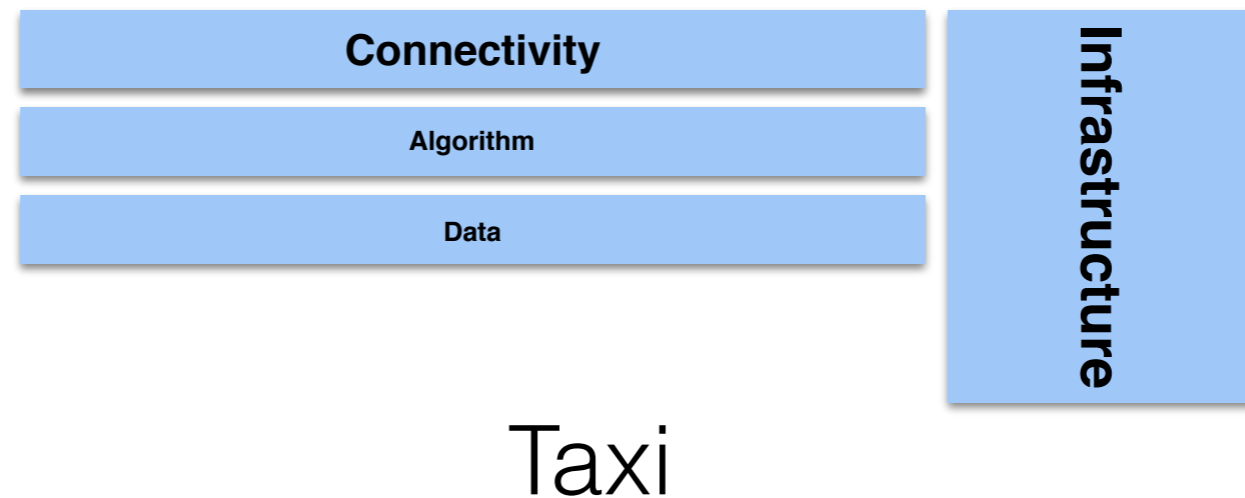 Connectivity
Algorithm
Data
Infrastructure
Taxi